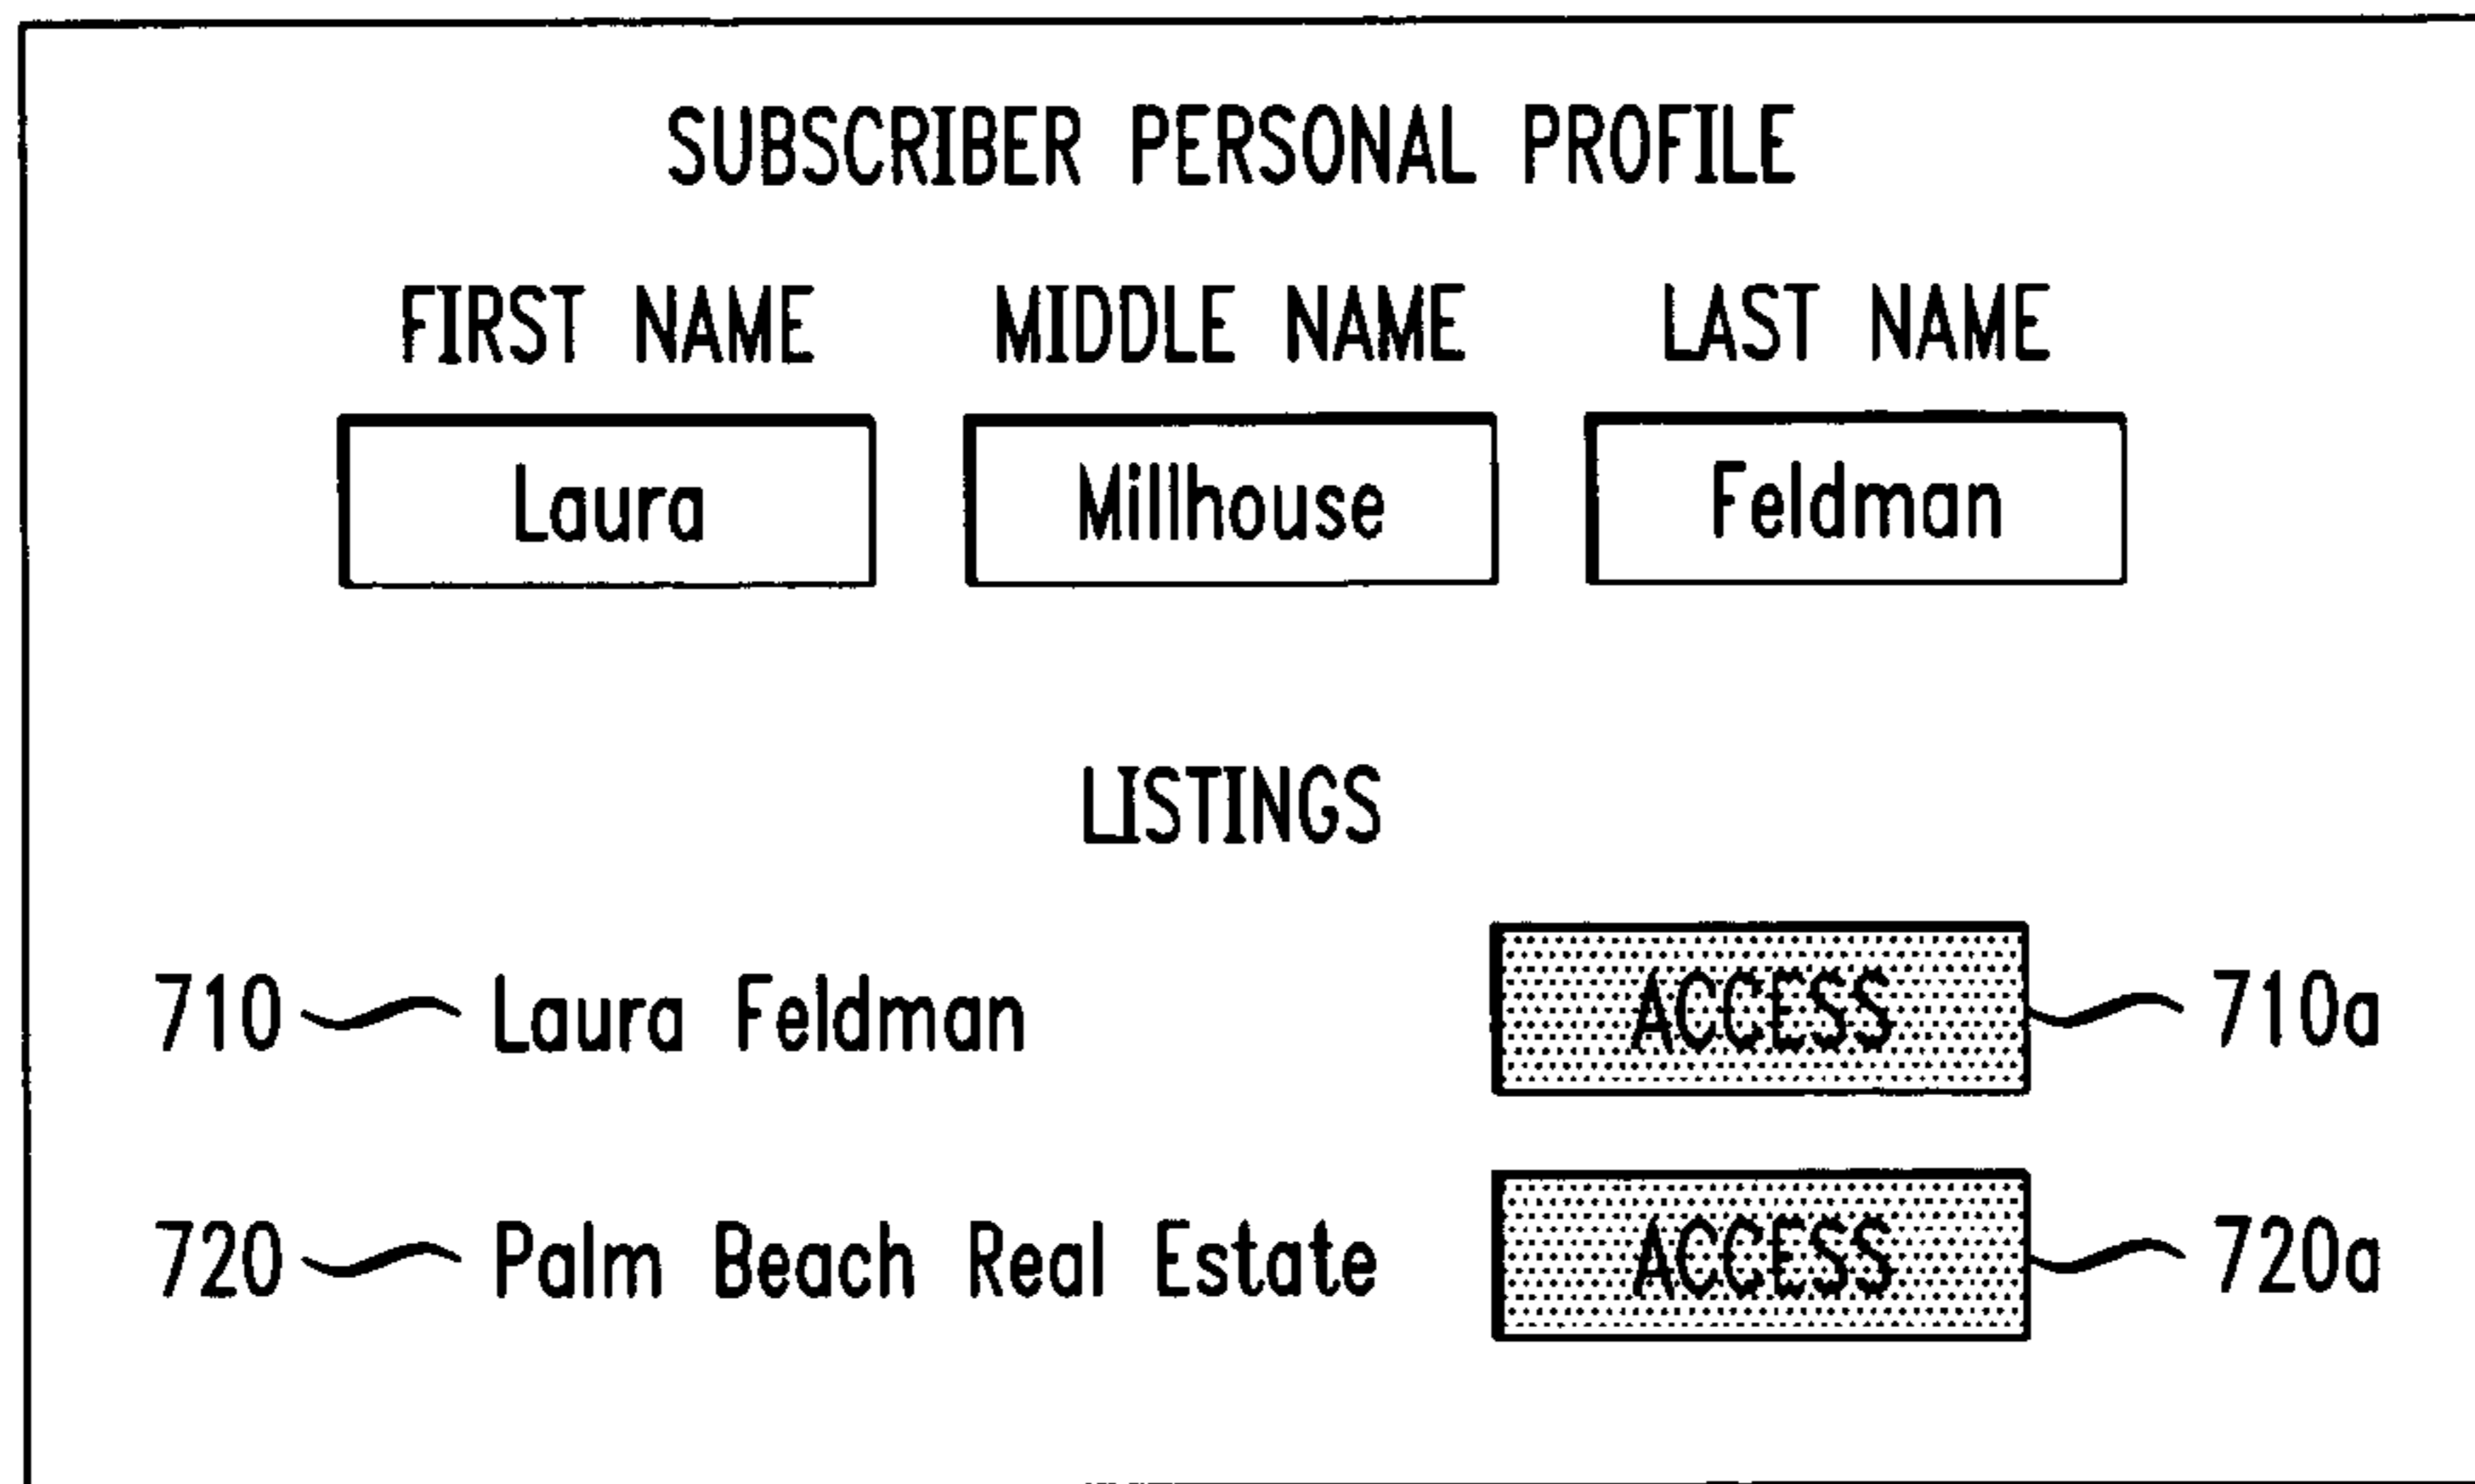 SUBSCRIBER PERSONAL PROFILE
FIRST NAME MIDDLE NAME LAST NAME
Laura Millhouse Feldman
LISTINGS
710 Laura Feldman ACCESS 710a
720 Palm Beach Real Estate ACCESS 720a